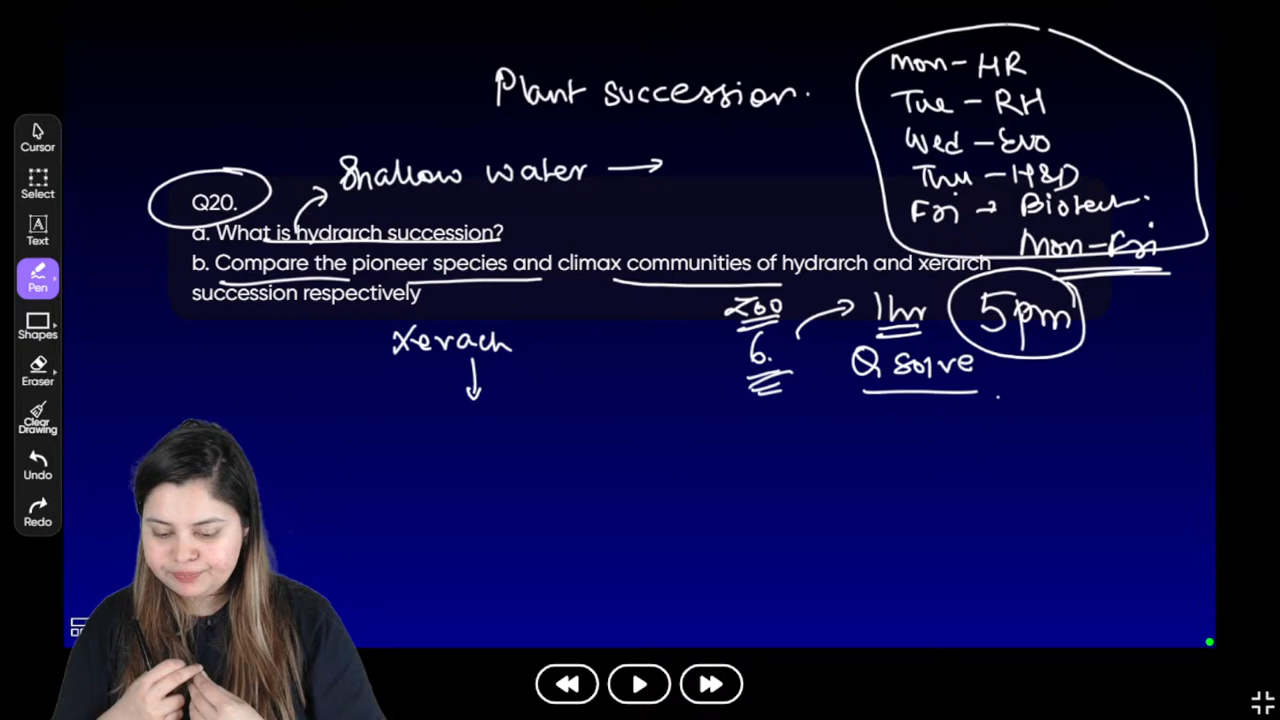 Plant succession.
Mon - HR
Tue - RH
Wed - Evo
Thu - H&D
Fri → Biotech.
Mon - Fri
Shallow water →
Q20.
a. What is hydrarch succession?
b. Compare the pioneer species and climax communities of hydrarch and xerarch
succession respectively
200
6.
1hr
5pm
Q solve
Xerach
Cursor
Select
Text
Pen
Shapes
Eraser
Clear
Drawing
Undo
Redo